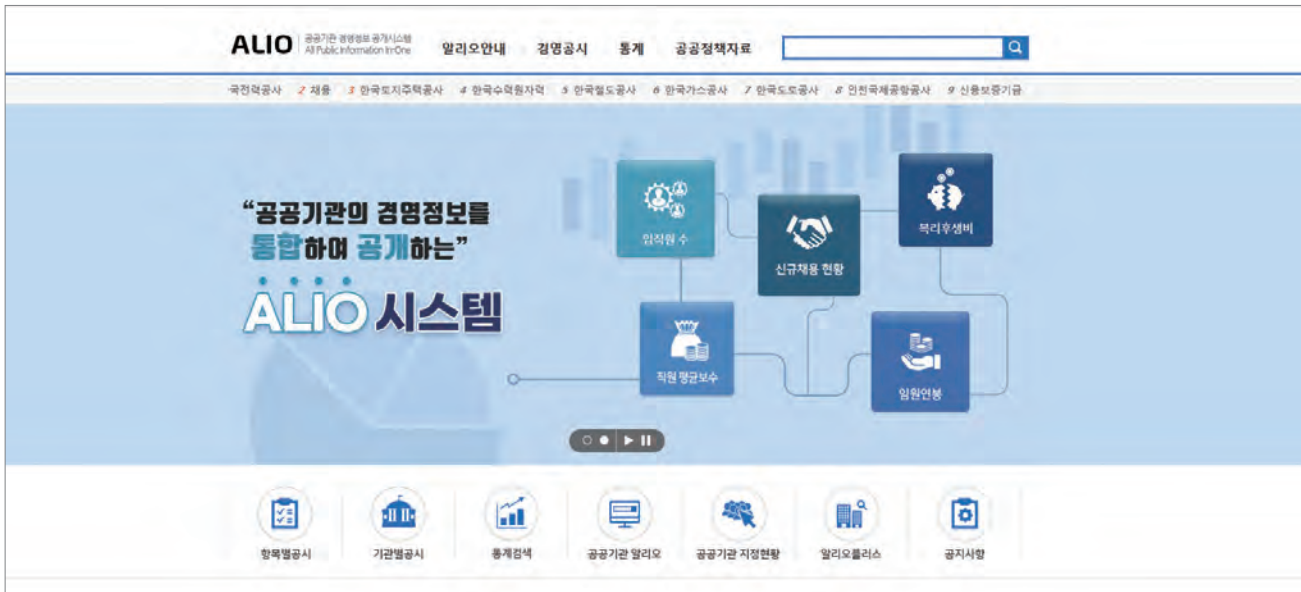 ALIO 공공기관 경영정보 공개시스템
All Public Information In-One
알리오안내 경영공시 통계 공공정책자료
국전력공사 2 채용 3 한국토지주택공사 4 한국수력원자력 5 한국철도공사 6 한국가스공사 7 한국도로공사 8 인천국제공항공사 9 신용보증기금
“공공기관의 경영정보를
통합하여 공개하는”
ALIO 시스템
임직원 수
신규채용 현황
복리후생비
직원 평균보수
임원연봉
항목별공시 기관별공시 통계검색 공공기관 알리오 공공기관 지정현황 알리오플러스 공지사항